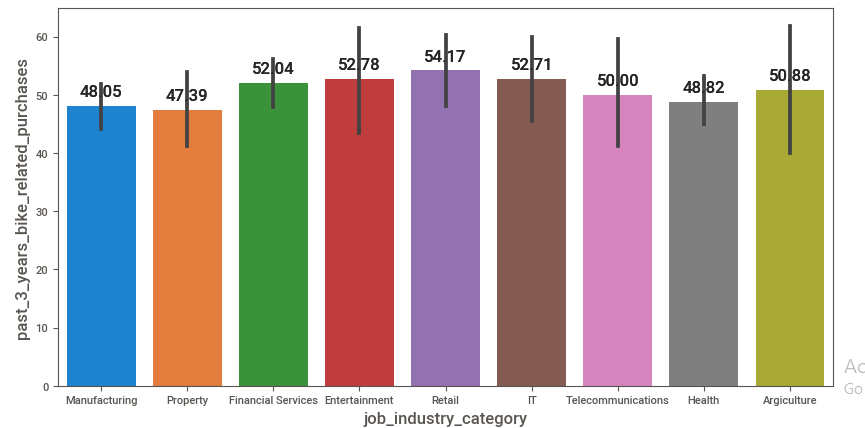 past_3_years_bike_related_purchases
60
50
40
30
20
10
0
48.05
47.39
52.04
52.78
54.17
52.71
50.00
48.82
50.88
Manufacturing
Property
Financial Services
Entertainment
Retail
IT
Telecommunications
Health
Argiculture
job_industry_category
Go